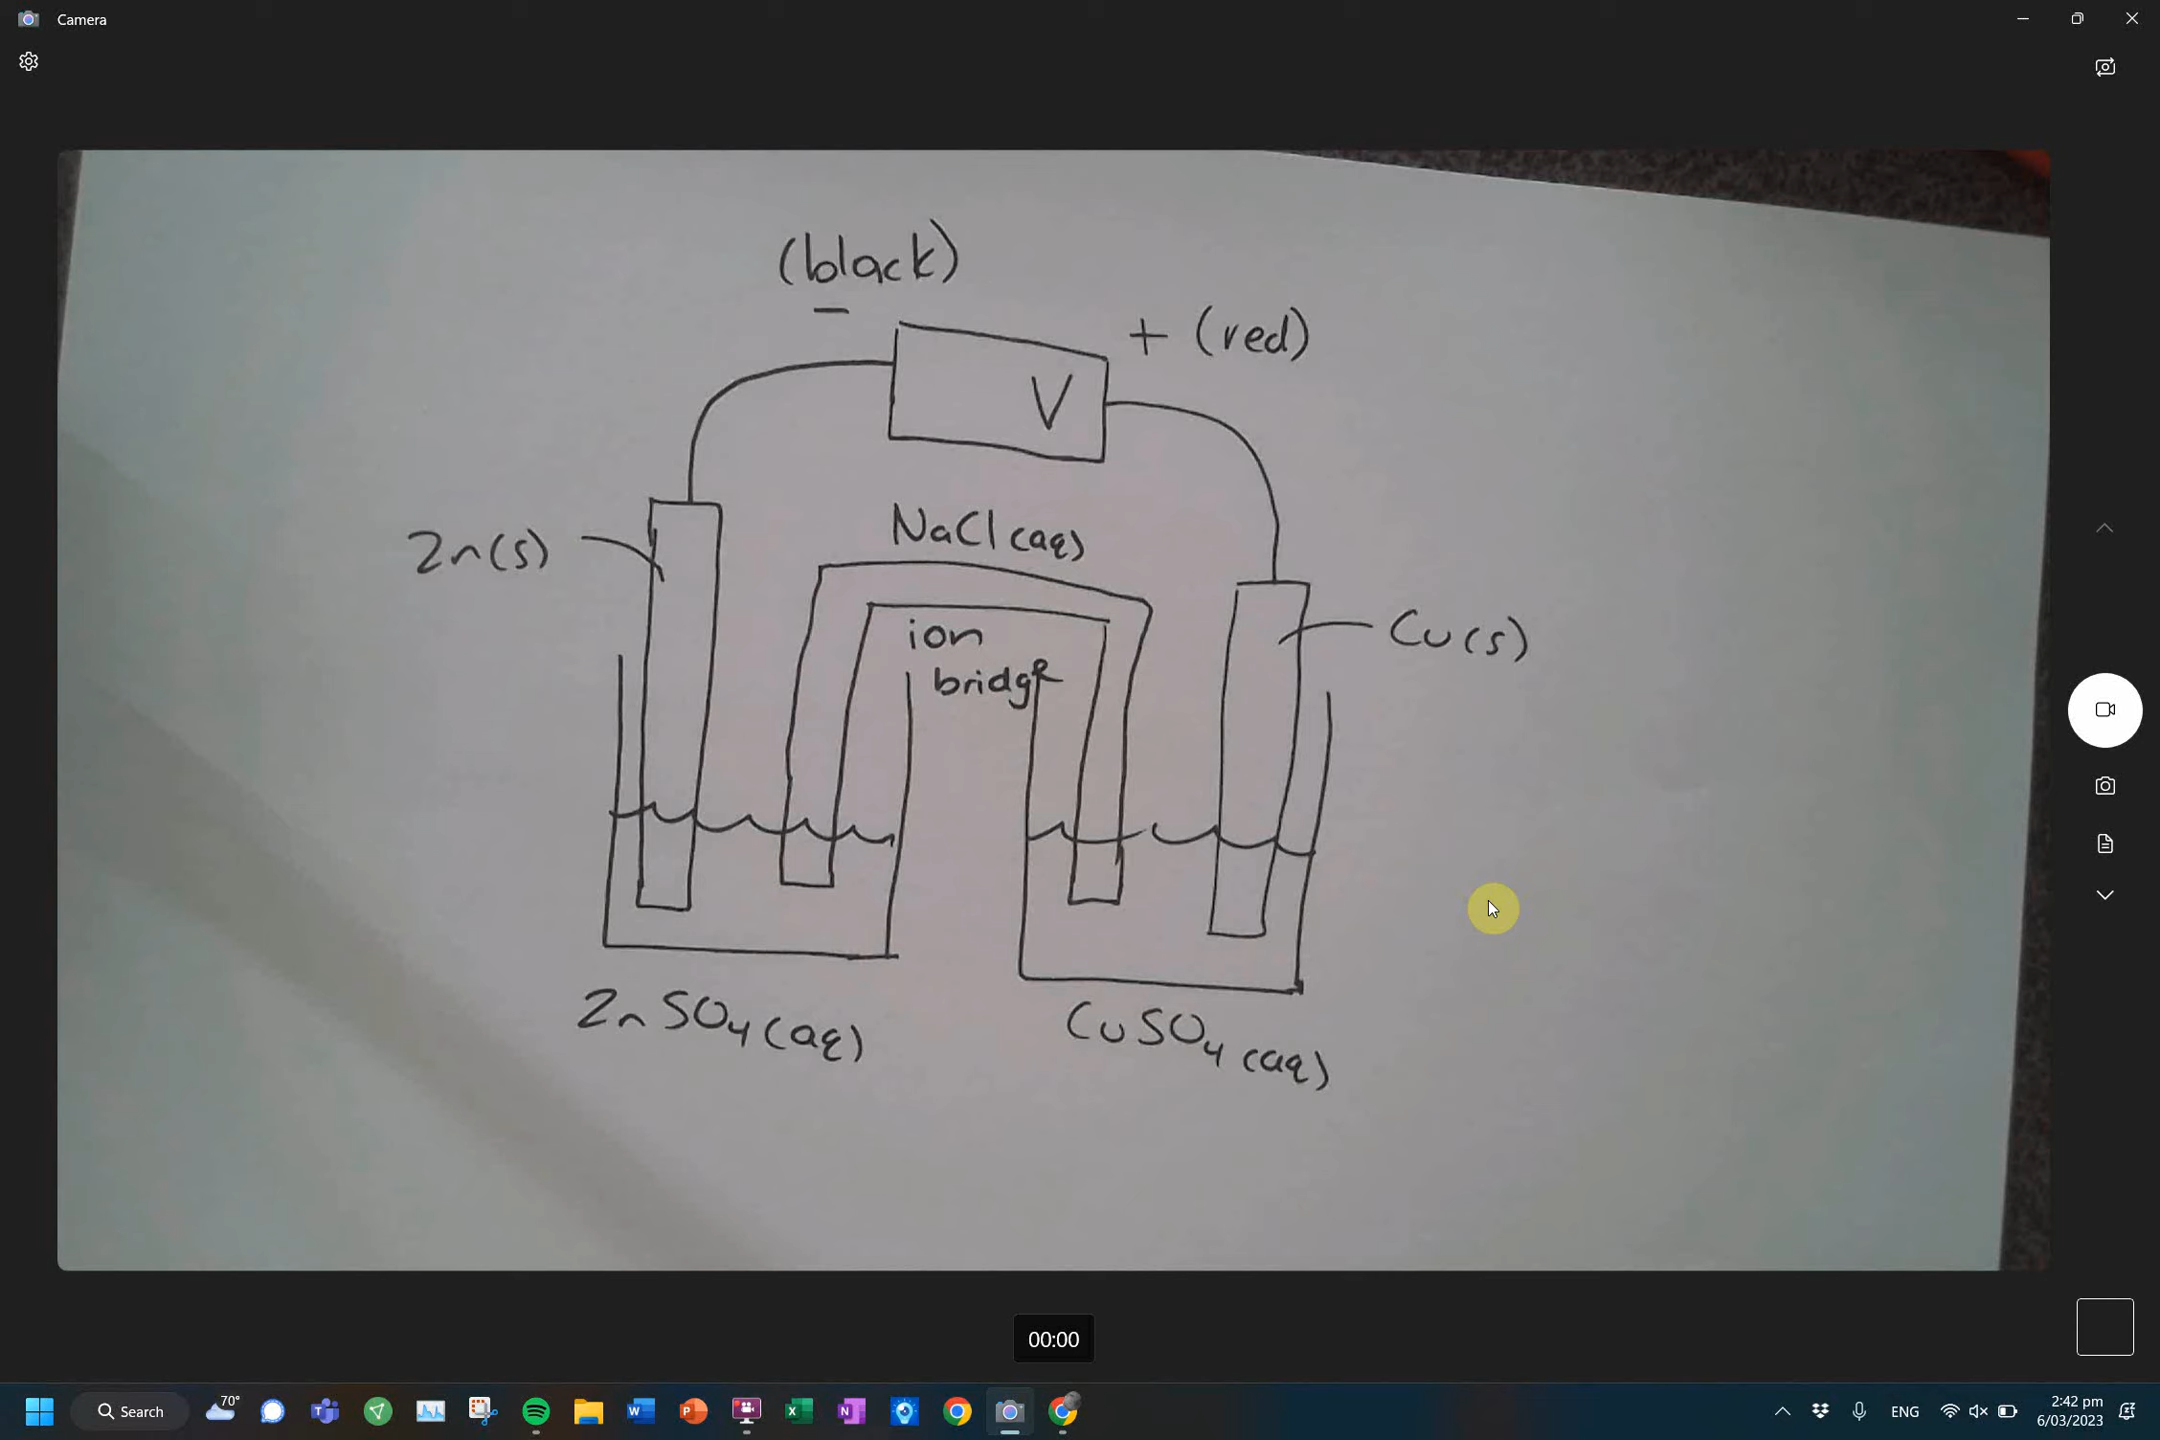 Camera
(black)
−
+ (red)
V
NaCl(aq)
Zn(s)
ion
bridge
Cu(s)
ZnSO₄(aq)
CuSO₄(aq)
00:00
Search
70°
ENG
2:42 pm
6/03/2023